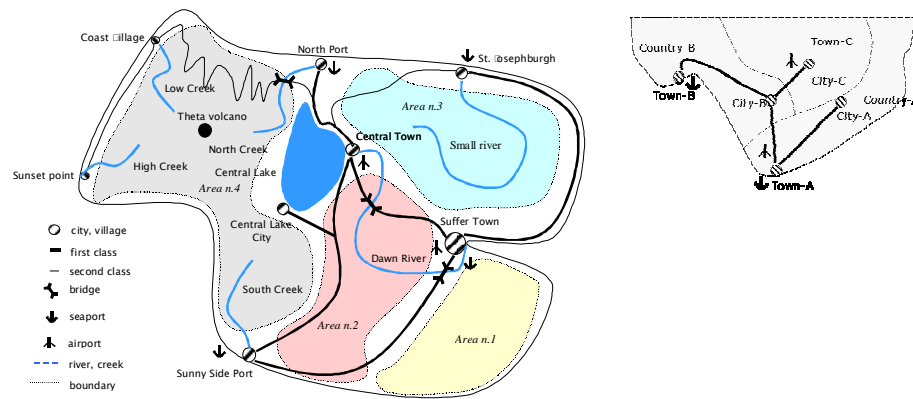 Coast illage
North Port
St. osephburgh
Low Creek
Area n.3
Theta volcano
Central Town
North Creek
Small river
High Creek
Central Lake
Sunset point
Area n.4
Central Lake
City
Suffer Town
Dawn River
South Creek
Area n.2
Area n.1
Sunny Side Port
city, village
first class
second class
bridge
seaport
airport
river, creek
boundary
Country-B
Town-C
City-C
Town-B
City-B
City-A
Town-A